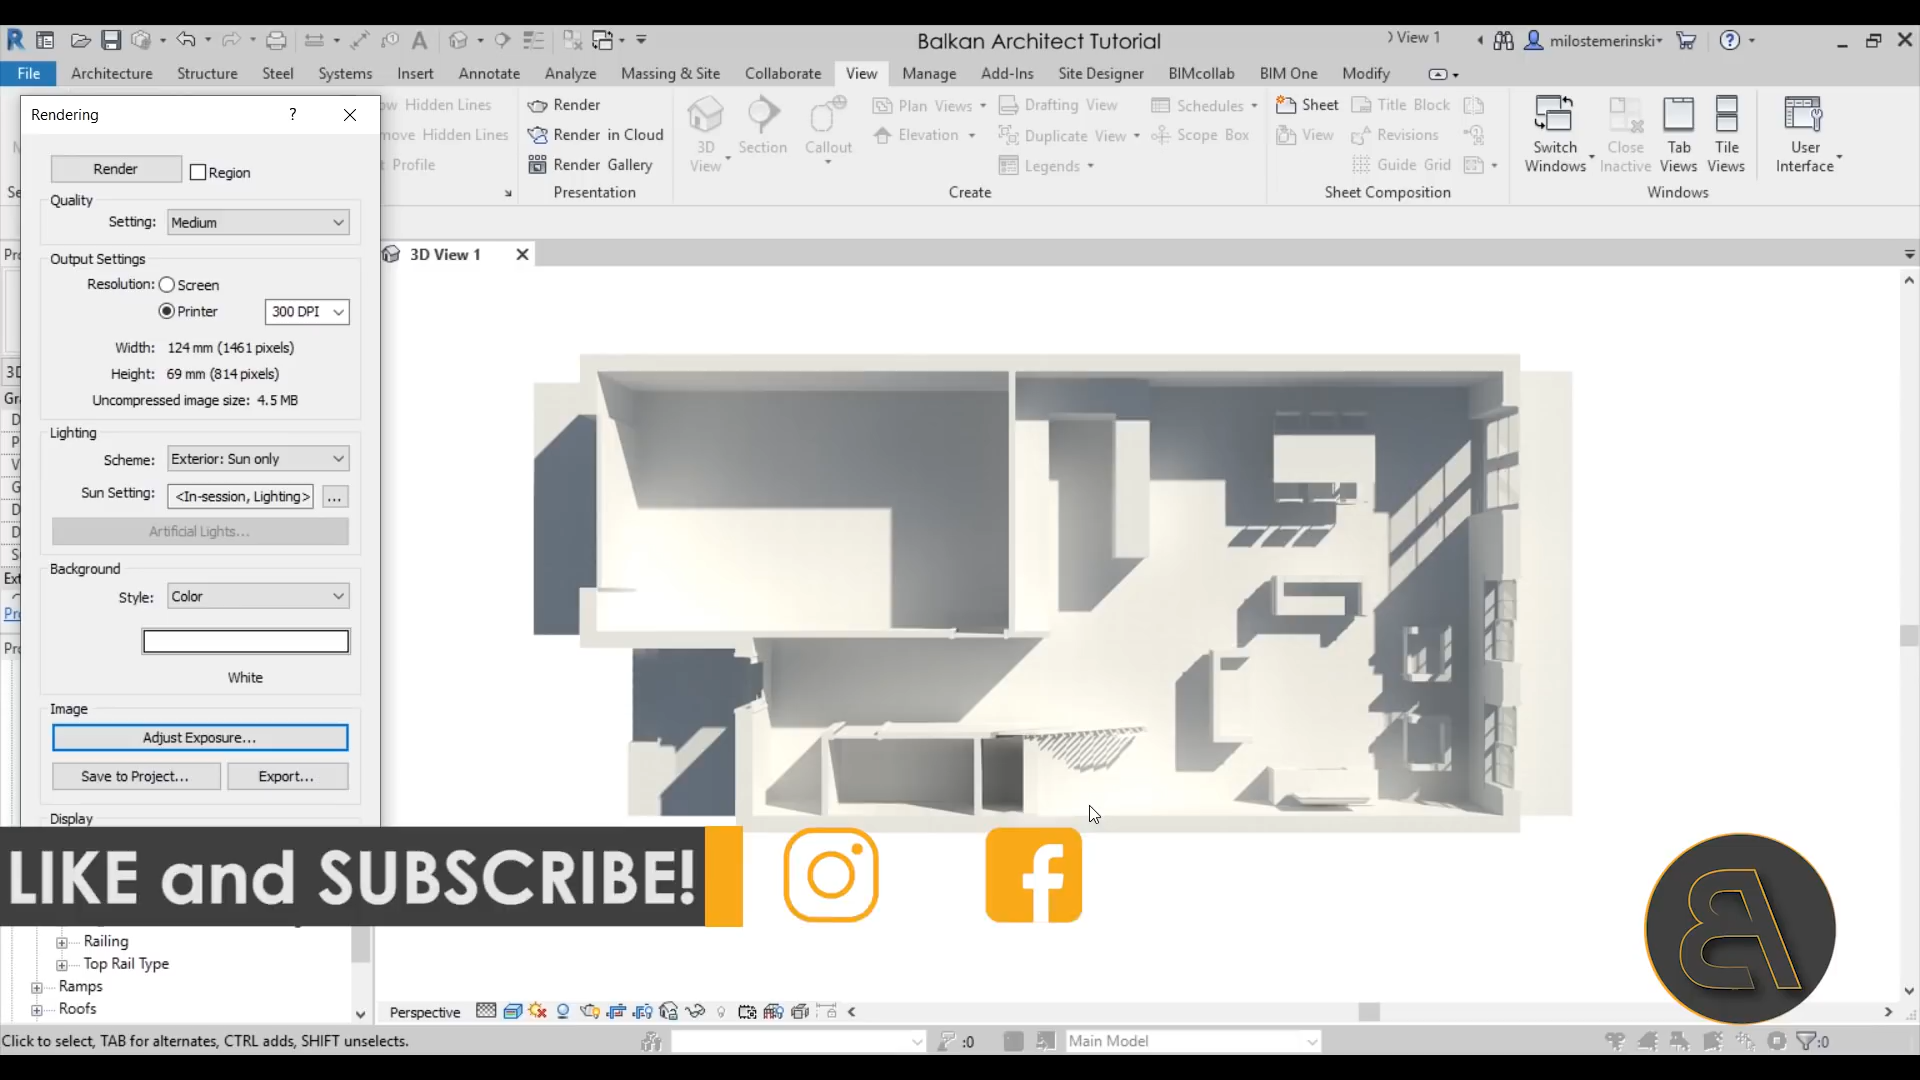 Balkan Architect Tutorial
View 1
milostemerinski
File
Architecture
Structure
Steel
Systems
Insert
Annotate
Analyze
Massing & Site
Collaborate
View
Manage
Add-Ins
Site Designer
BIMcollab
BIM One
Modify
Hidden Lines
Hidden Lines
Profile
Render
Render in Cloud
Render Gallery
Presentation
3D
View
Section
Callout
Plan Views
Elevation
Drafting View
Duplicate View
Legends
Schedules
Scope Box
Create
Sheet
View
Title Block
Revisions
Guide Grid
Sheet Composition
Switch
Windows
Close
Inactive
Tab
Views
Tile
Views
Windows
User
Interface
Rendering
?
Render
Region
Quality
Setting: Medium
Output Settings
Resolution: Screen
Printer 300 DPI
Width: 124 mm (1461 pixels)
Height: 69 mm (814 pixels)
Uncompressed image size: 4.5 MB
Lighting
Scheme: Exterior: Sun only
Sun Setting: <In-session, Lighting> ...
Artificial Lights...
Background
Style: Color
White
Image
Adjust Exposure...
Save to Project... Export...
Display
3D View 1
LIKE and SUBSCRIBE!
Railing
Top Rail Type
Ramps
Roofs
Perspective
Click to select, TAB for alternates, CTRL adds, SHIFT unselects.
:0
Main Model
:0